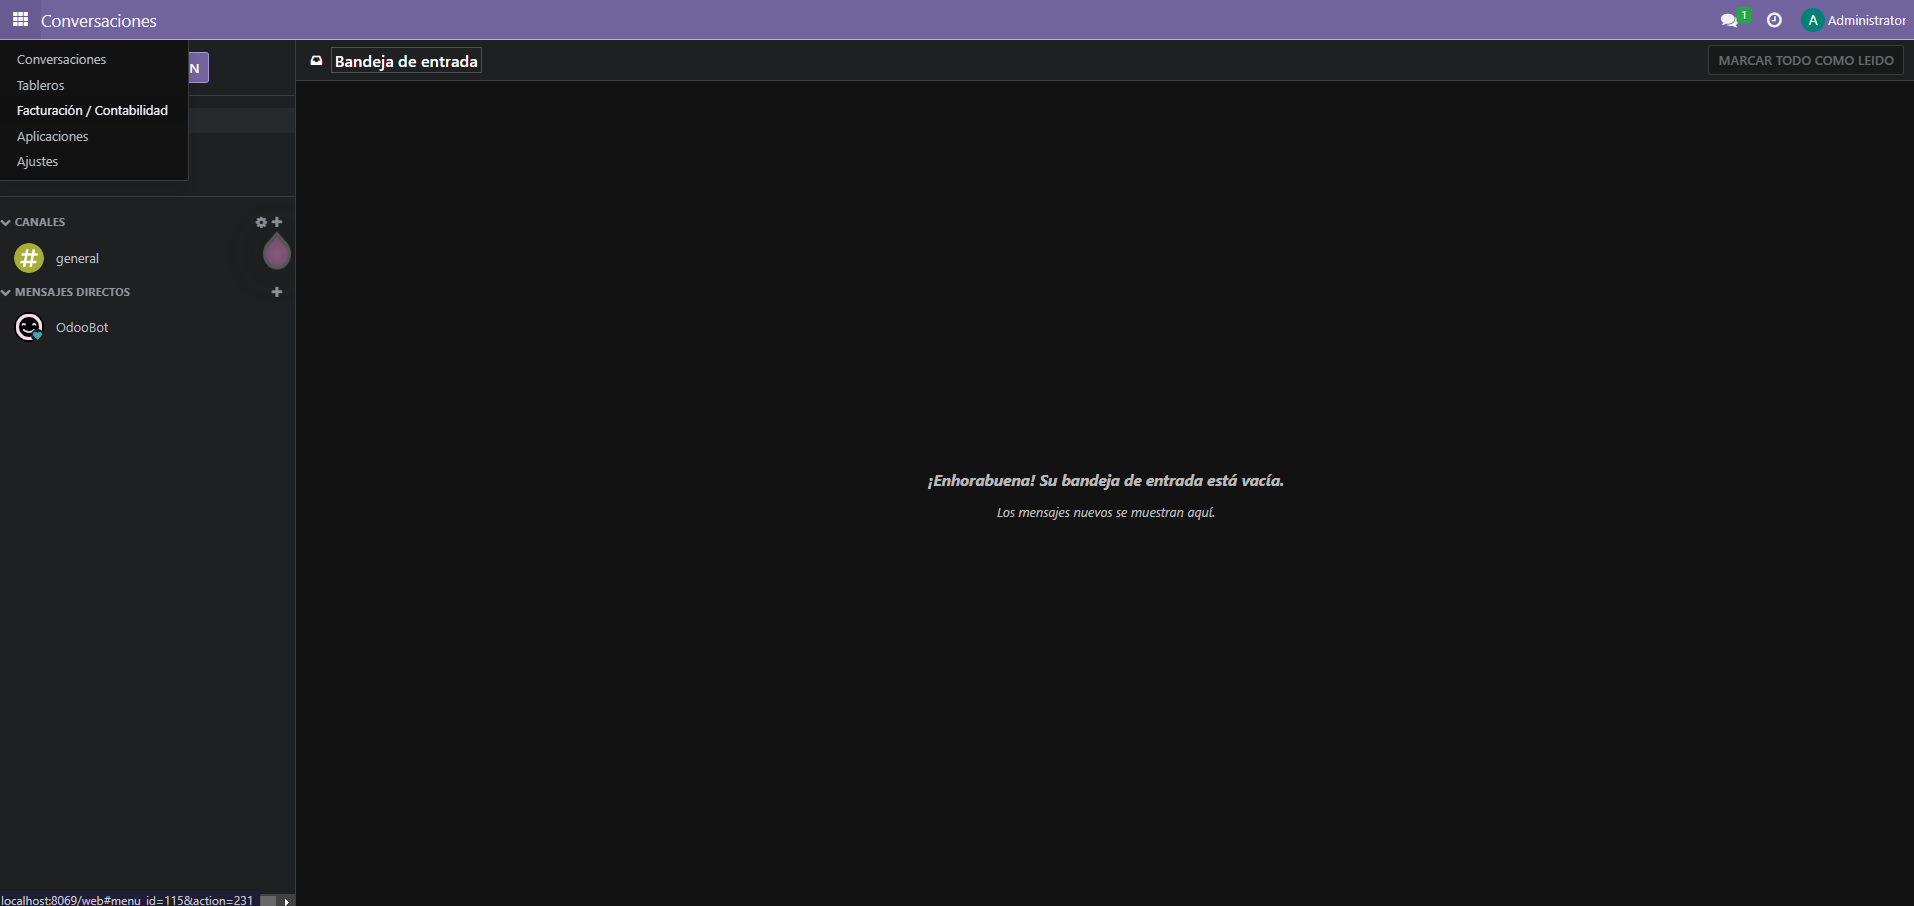 Conversaciones
1
A Administrator
Conversaciones
Tableros
Facturación / Contabilidad
Aplicaciones
Ajustes
N
Bandeja de entrada
MARCAR TODO COMO LEIDO
CANALES
# general
MENSAJES DIRECTOS
OdooBot
¡Enhorabuena! Su bandeja de entrada está vacía.
Los mensajes nuevos se muestran aquí.
localhost:8069/web#menu_id=115&action=231